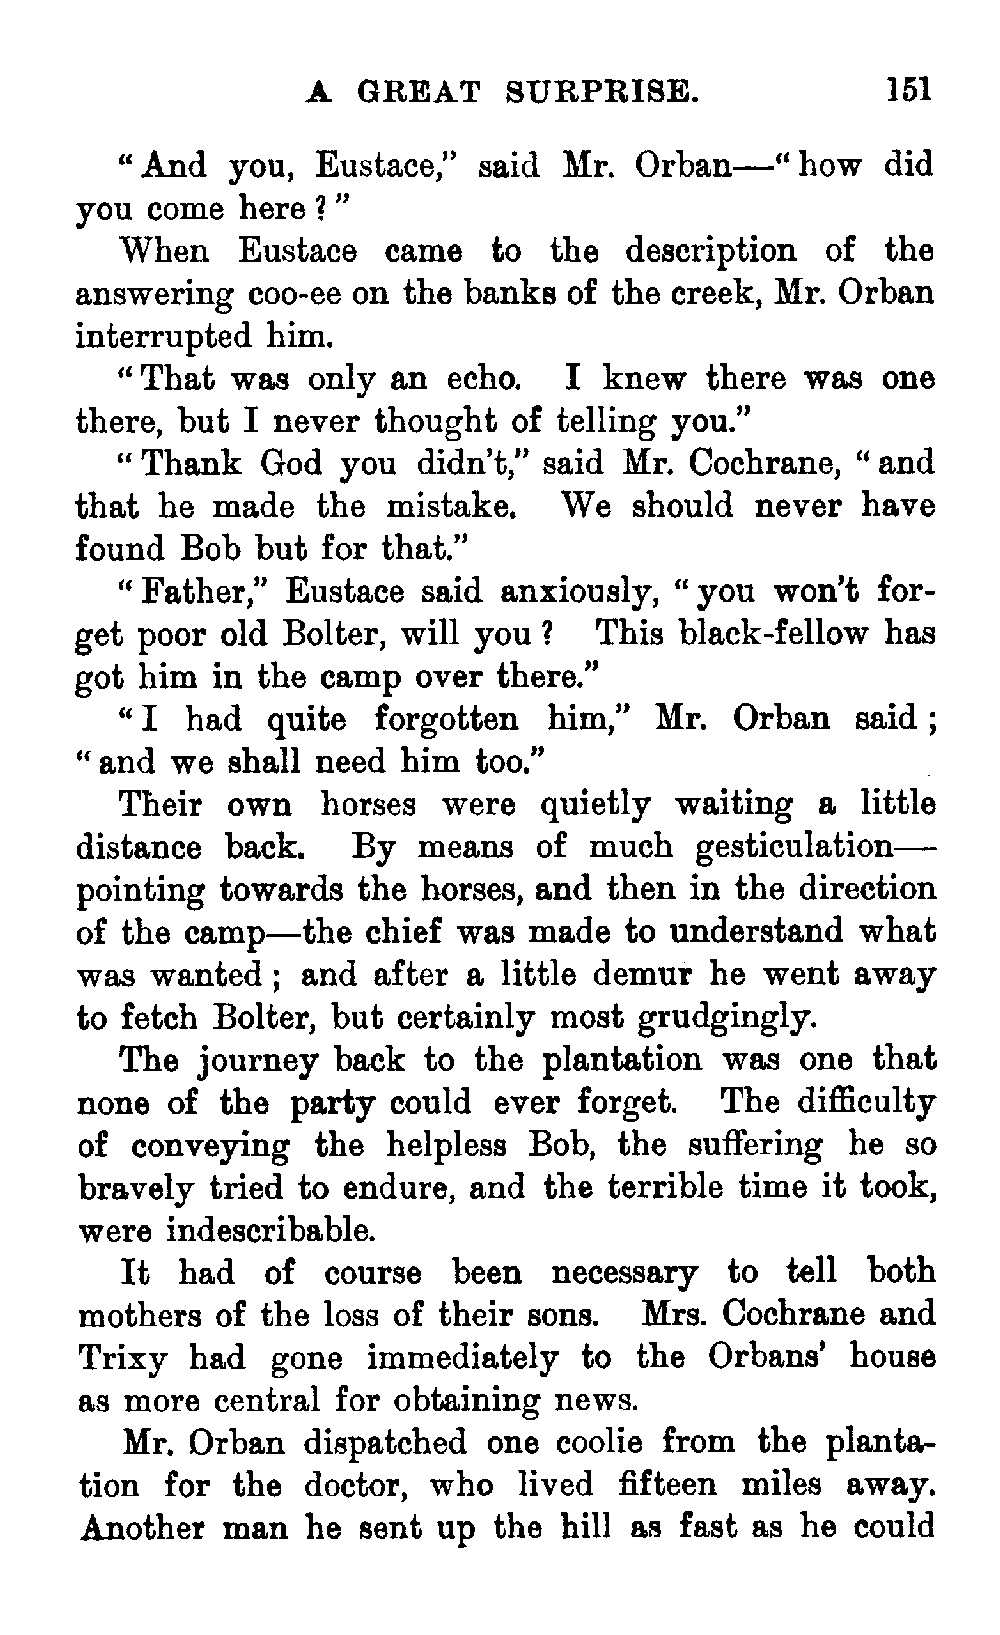 A GREAT SURPRISE. 151
“And you, Eustace,” said Mr. Orban—“how did
you come here?”
When Eustace came to the description of the
answering coo-ee on the banks of the creek, Mr. Orban
interrupted him.
“That was only an echo. I knew there was one
there, but I never thought of telling you.”
“Thank God you didn't,” said Mr. Cochrane, “and
that he made the mistake. We should never have
found Bob but for that.”
“Father,” Eustace said anxiously, “you won't for-
get poor old Bolter, will you? This black-fellow has
got him in the camp over there.”
“I had quite forgotten him,” Mr. Orban said;
“and we shall need him too.”
Their own horses were quietly waiting a little
distance back. By means of much gesticulation—
pointing towards the horses, and then in the direction
of the camp—the chief was made to understand what
was wanted; and after a little demur he went away
to fetch Bolter, but certainly most grudgingly.
The journey back to the plantation was one that
none of the party could ever forget. The difficulty
of conveying the helpless Bob, the suffering he so
bravely tried to endure, and the terrible time it took,
were indescribable.
It had of course been necessary to tell both
mothers of the loss of their sons. Mrs. Cochrane and
Trixy had gone immediately to the Orbans' house
as more central for obtaining news.
Mr. Orban dispatched one coolie from the planta-
tion for the doctor, who lived fifteen miles away.
Another man he sent up the hill as fast as he could